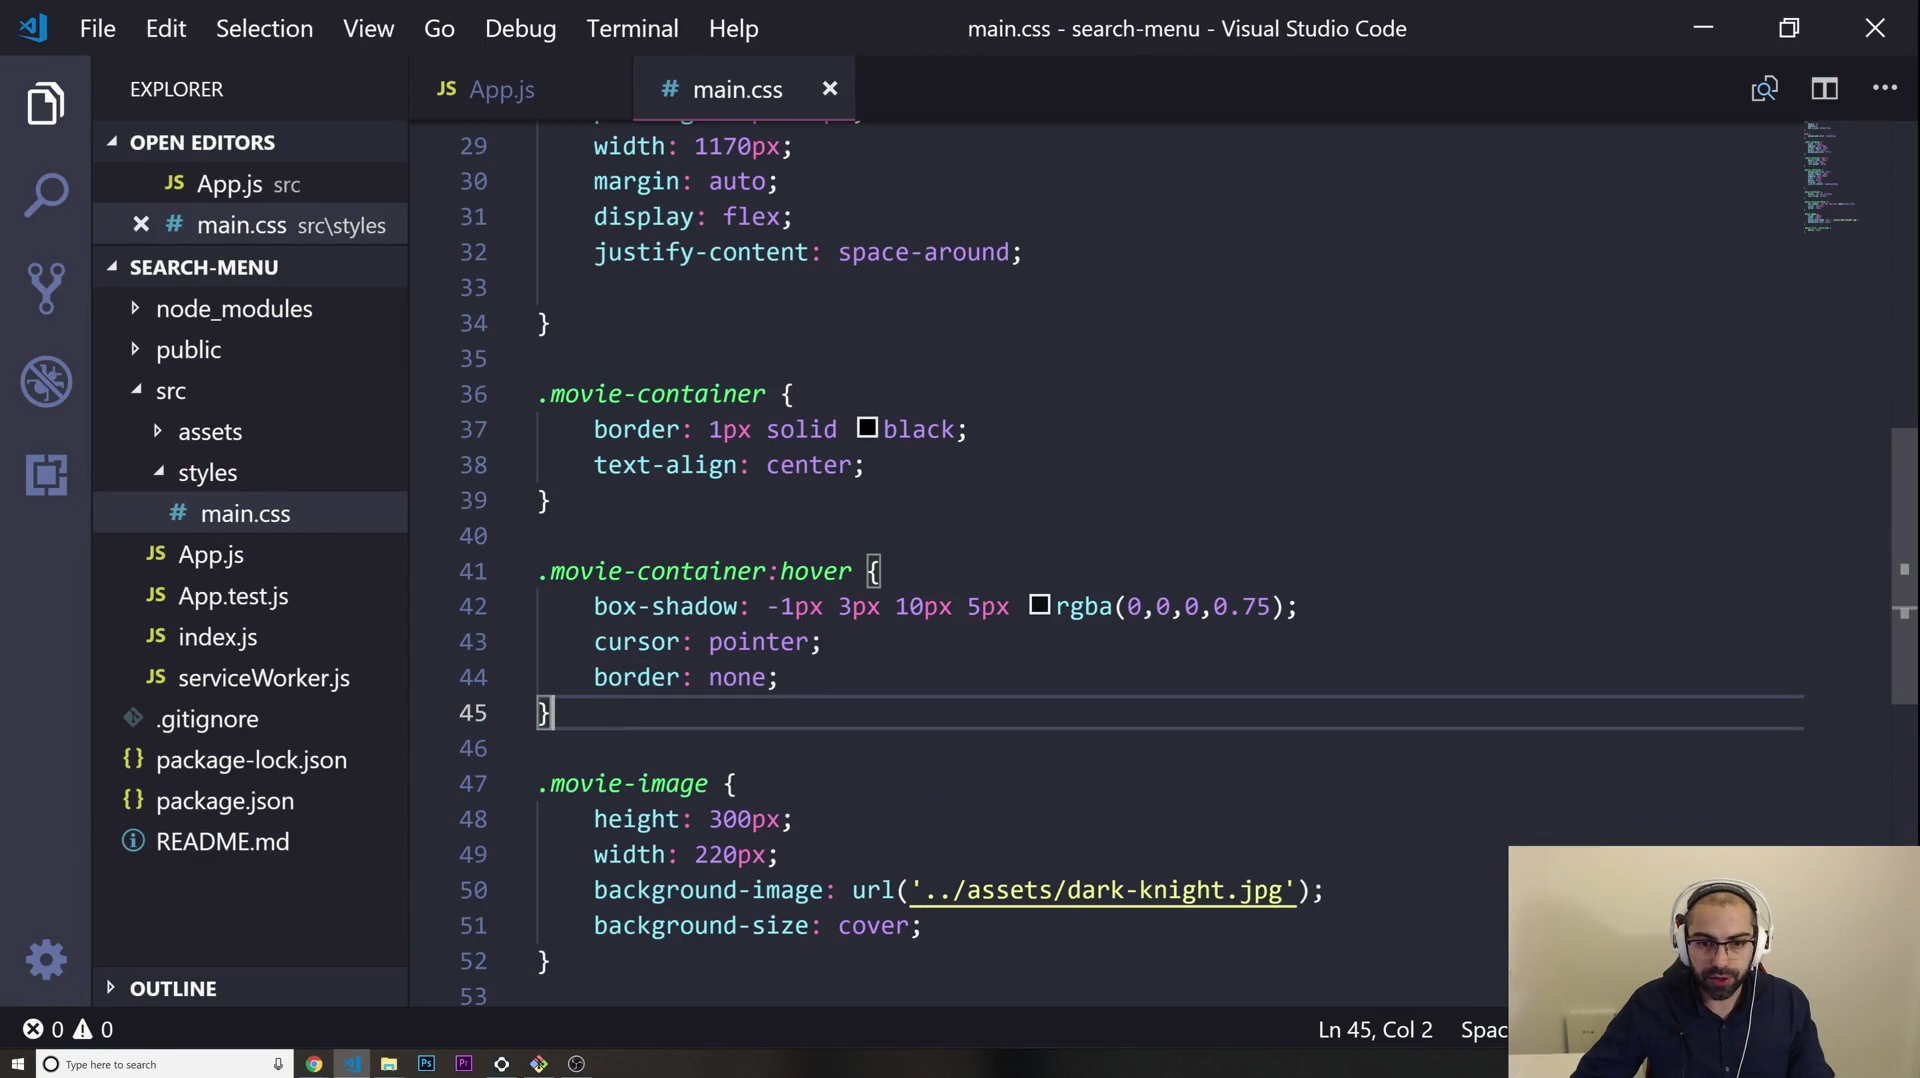 File Edit Selection View Go Debug Terminal Help
main.css - search-menu - Visual Studio Code
EXPLORER
JS App.js
# main.css
OPEN EDITORS
JS App.js src
# main.css src\styles
SEARCH-MENU
node_modules
public
src
assets
styles
# main.css
JS App.js
JS App.test.js
JS index.js
JS serviceWorker.js
.gitignore
{} package-lock.json
{} package.json
README.md
OUTLINE
29 width: 1170px;
30 margin: auto;
31 display: flex;
32 justify-content: space-around;
33
34 }
35
36 .movie-container {
37 border: 1px solid black;
38 text-align: center;
39 }
40
41 .movie-container:hover {
42 box-shadow: -1px 3px 10px 5px rgba(0,0,0,0.75);
43 cursor: pointer;
44 border: none;
45 }
46
47 .movie-image {
48 height: 300px;
49 width: 220px;
50 background-image: url('../assets/dark-knight.jpg');
51 background-size: cover;
52 }
53
0 0
Ln 45, Col 2 Spac
Type here to search
Ps
Pr